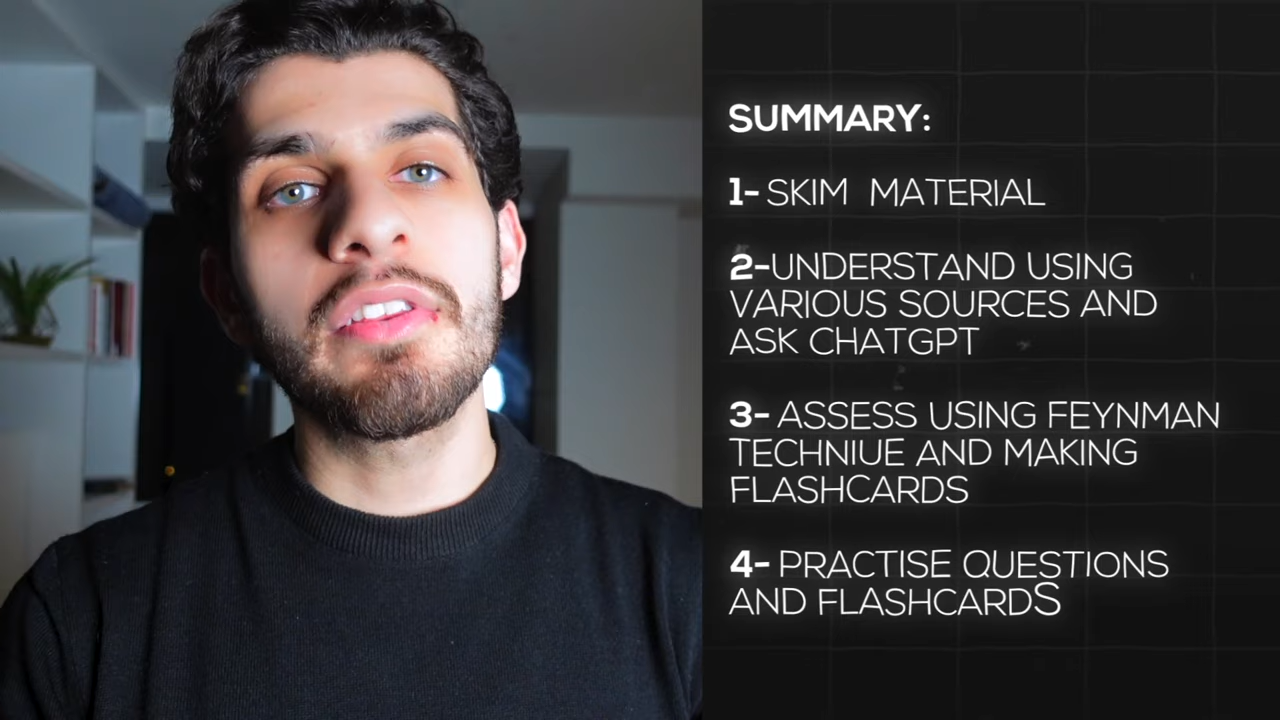 SUMMARY:
1- SKIM MATERIAL
2-UNDERSTAND USING
VARIOUS SOURCES AND
ASK CHATGPT
3- ASSESS USING FEYNMAN
TECHNIUE AND MAKING
FLASHCARDS
4- PRACTISE QUESTIONS
AND FLASHCARDS